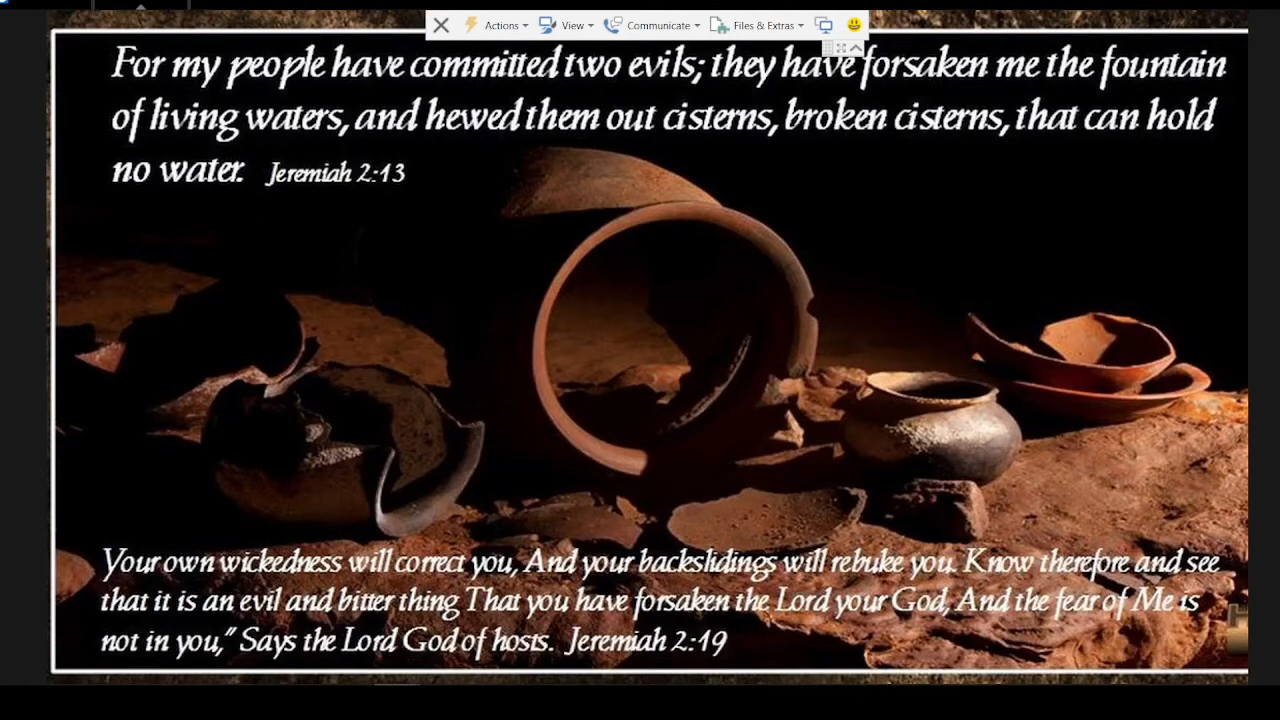 Actions View Communicate Files & Extras
For my people have committed two evils; they have forsaken me the fountain
of living waters, and hewed them out cisterns, broken cisterns, that can hold
no water. Jeremiah 2:13
Your own wickedness will correct you, And your backslidings will rebuke you. Know therefore and see
that it is an evil and bitter thing That you have forsaken the Lord your God, And the fear of Me is
not in you,” Says the Lord God of hosts. Jeremiah 2:19